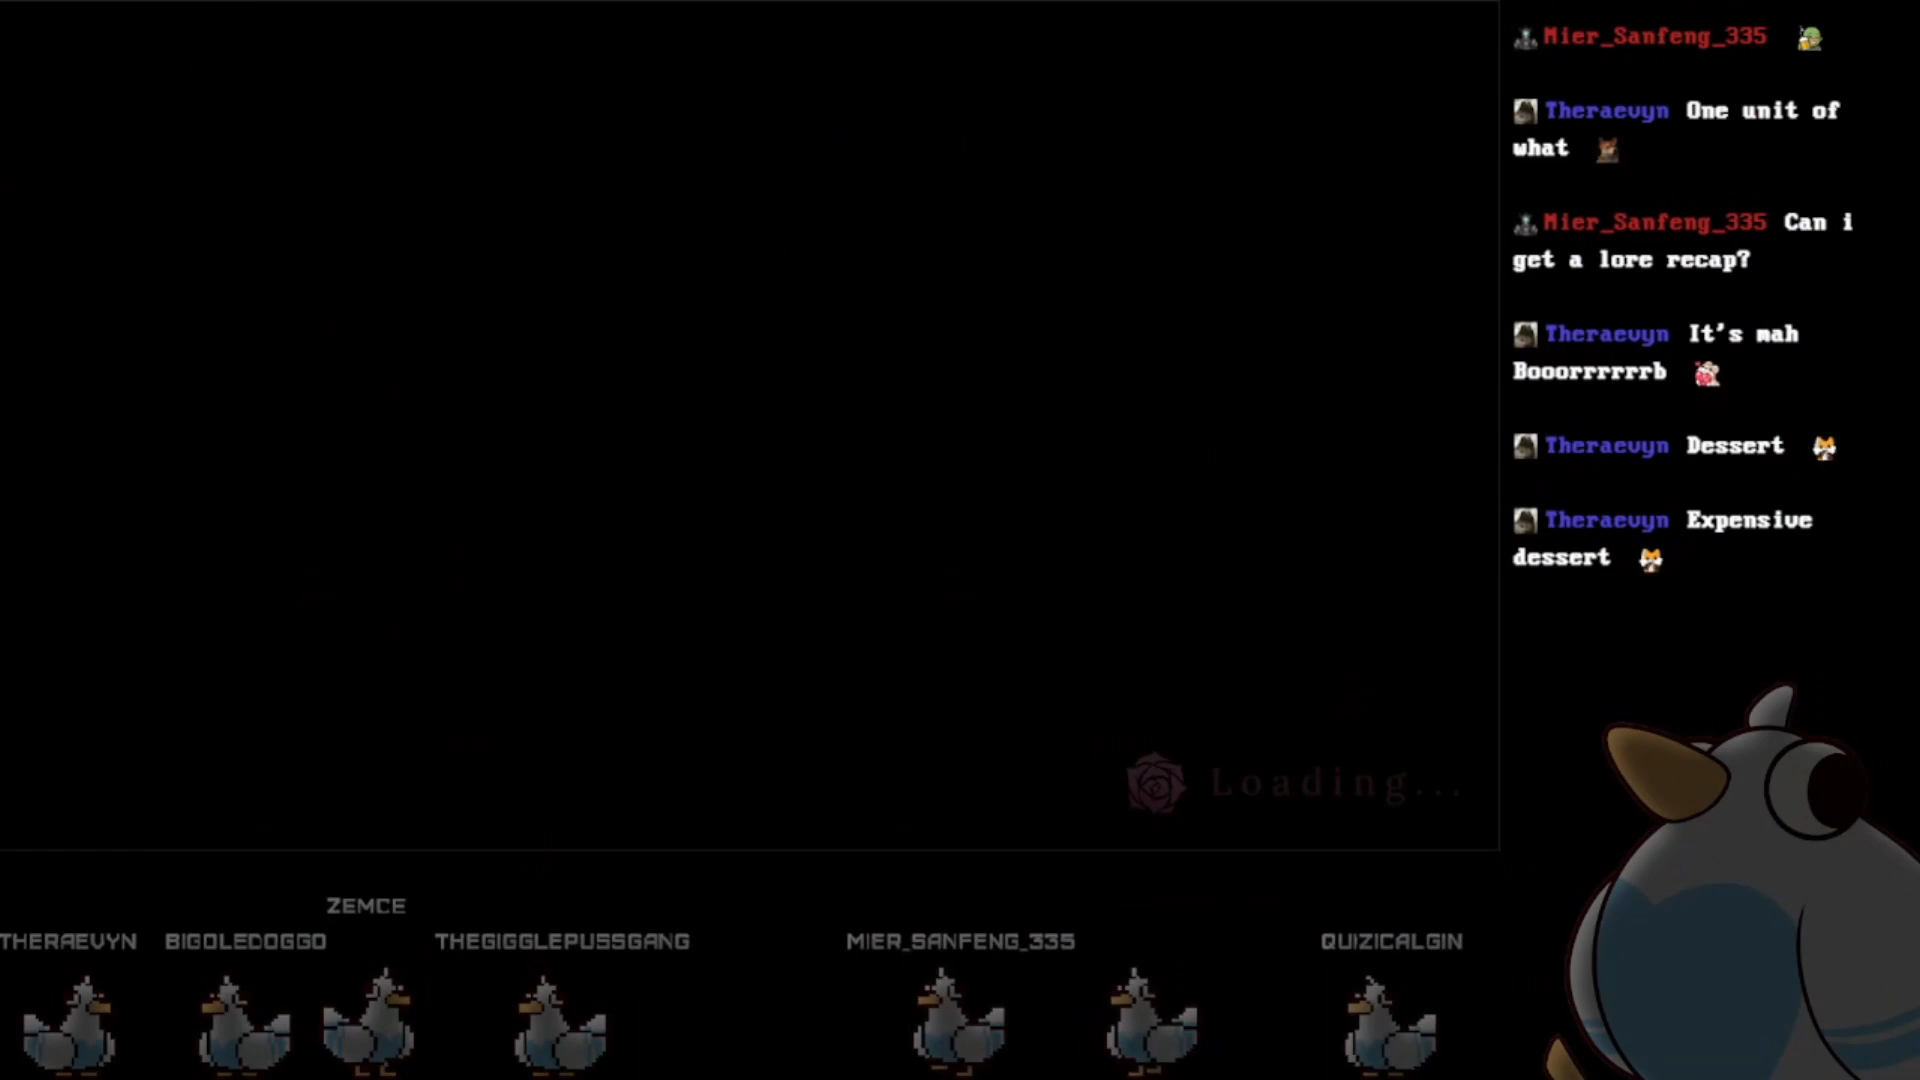 Mier_Sanfeng_335
Theraevyn One unit of
what
Mier_Sanfeng_335 Can i
get a lore recap?
Theraevyn It's mah
Booorrrrrrb
Theraevyn Dessert
Theraevyn Expensive
dessert
Loading...
ZEMCE
THERAEVYN BIGOLEDOGGO THEGIGGLEPUSSGANG MIER_SANFENG_335 QUIZICALGIN